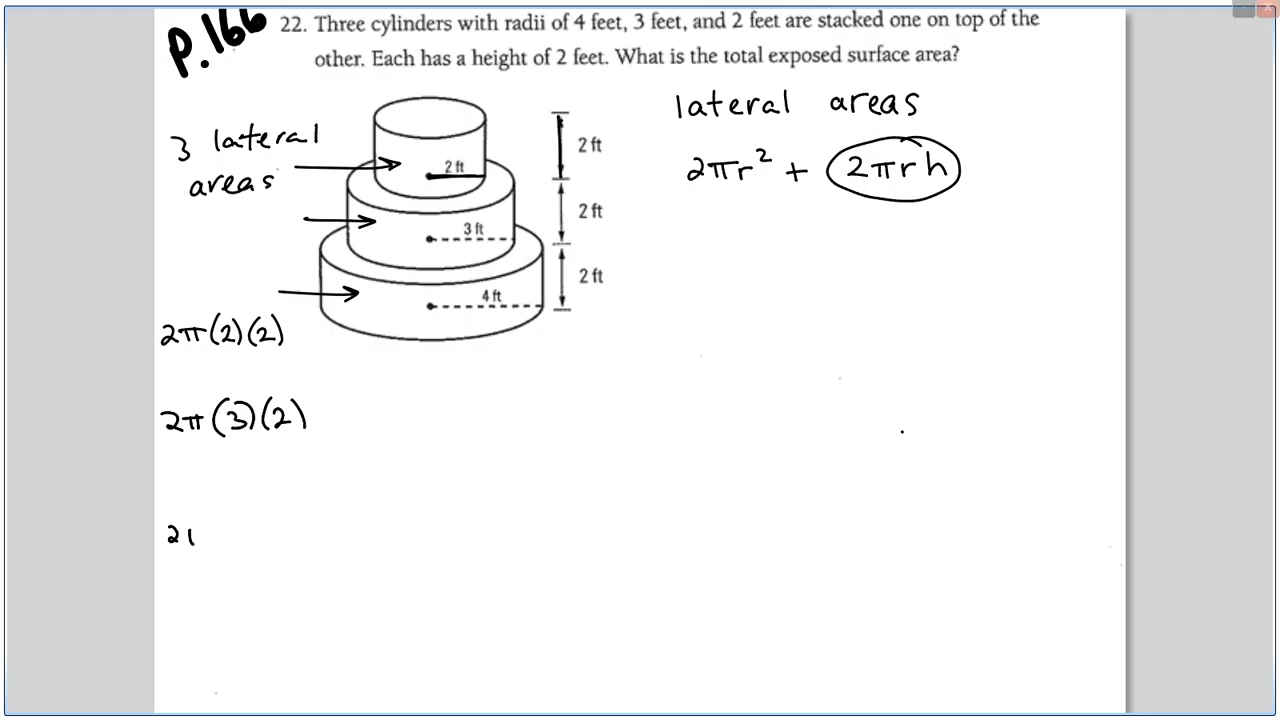 p.166
22. Three cylinders with radii of 4 feet, 3 feet, and 2 feet are stacked one on top of the
other. Each has a height of 2 feet. What is the total exposed surface area?
lateral areas
2πr² + 2πrh
3 lateral
areas
2 ft
2 ft
2 ft
3 ft
2 ft
4 ft
2π(2)(2)
2π(3)(2)
2(